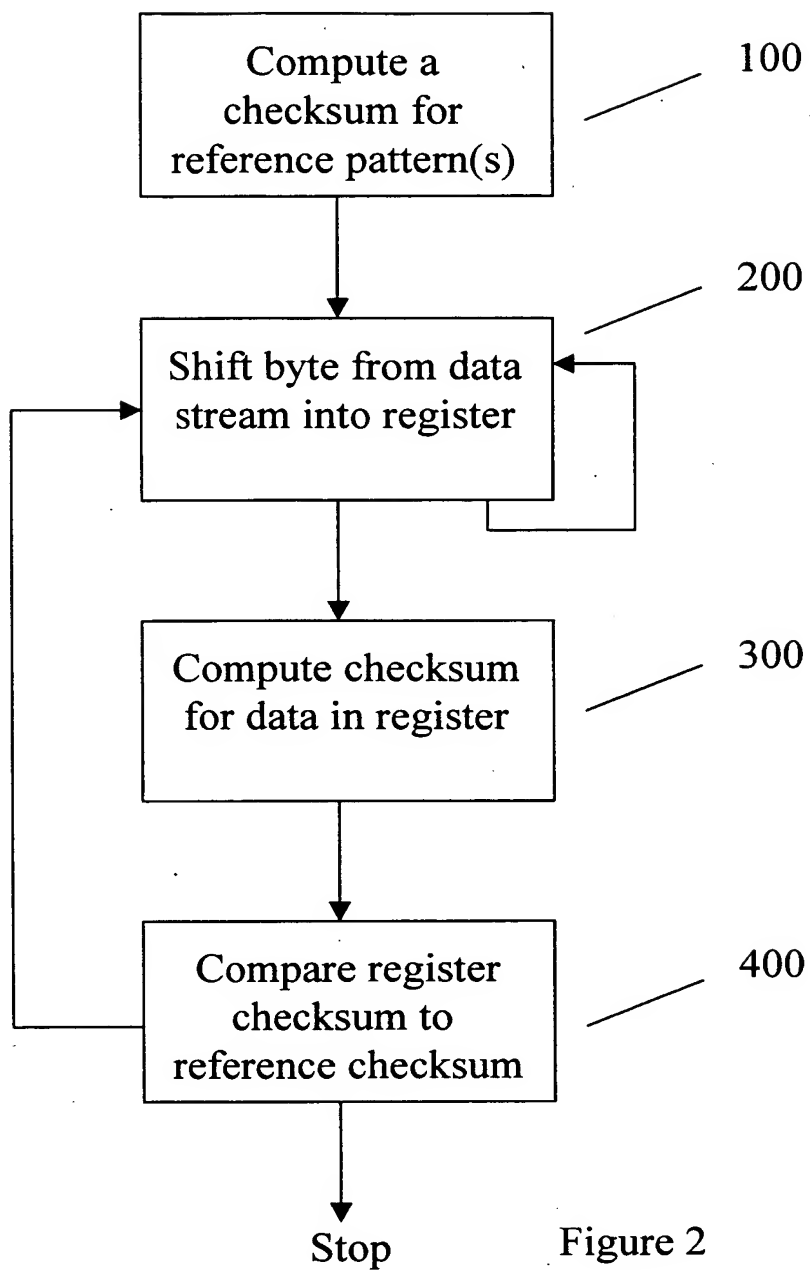 Compute a
checksum for
reference pattern(s)
100
Shift byte from data
stream into register
200
Compute checksum
for data in register
300
Compare register
checksum to
reference checksum
400
Stop
Figure 2